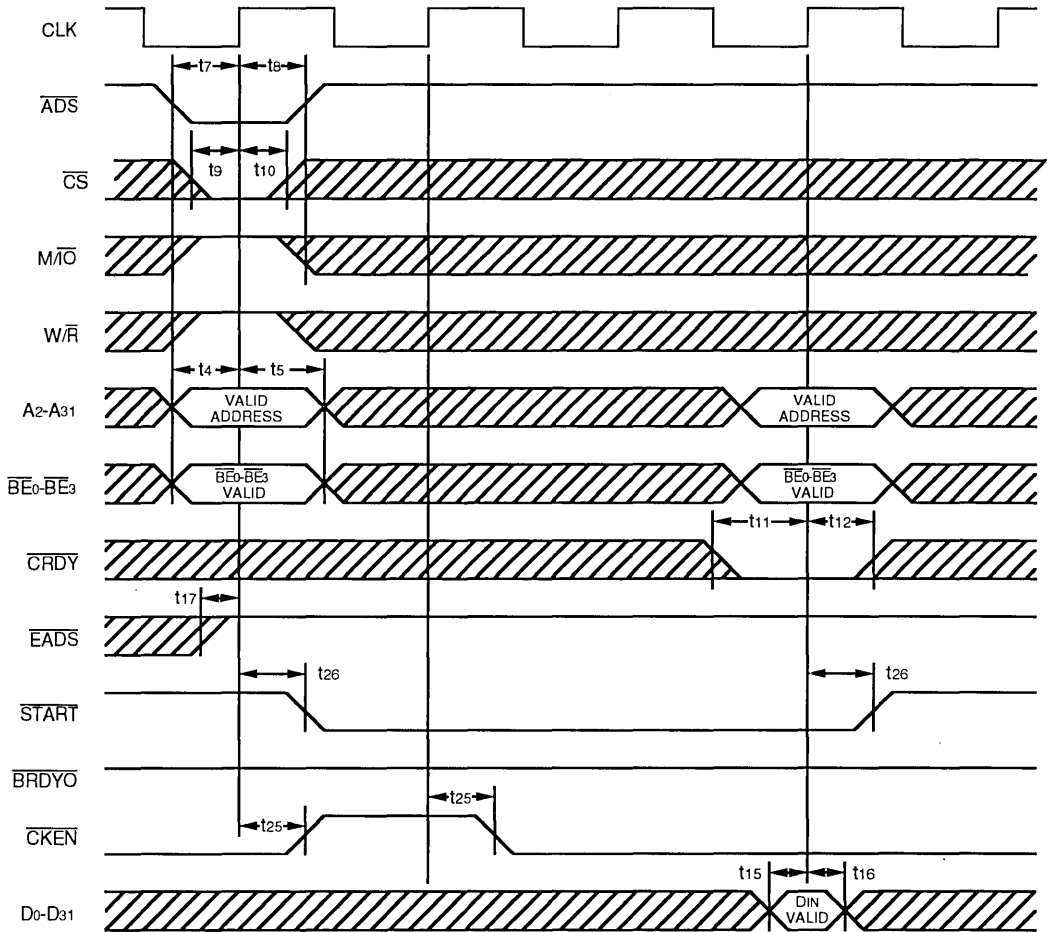 CLK
t7 t8
ADS
t9 t10
CS
M/IO
W/R
t4 t5
A2-A31
VALID ADDRESS VALID ADDRESS
BE0-BE3
BE0-BE3 VALID BE0-BE3 VALID
t11 t12
CRDY
t17
EADS
t26 t26
START
BRDYO
t25 t25
CKEN
t15 t16
D0-D31
DIN VALID